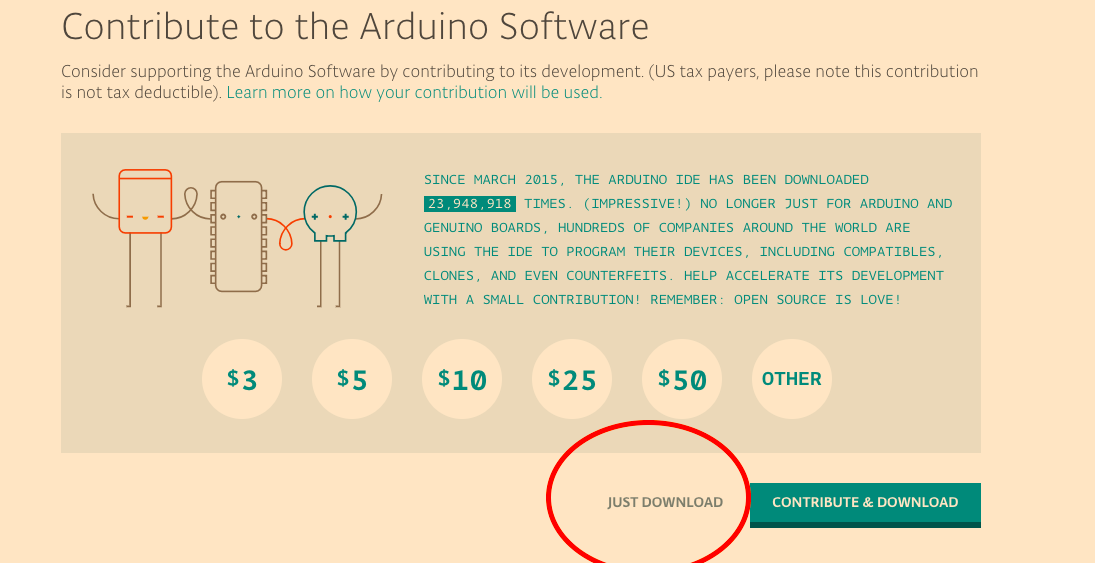 Contribute to the Arduino Software
Consider supporting the Arduino Software by contributing to its development. (US tax payers, please note this contribution
is not tax deductible). Learn more on how your contribution will be used.
SINCE MARCH 2015, THE ARDUINO IDE HAS BEEN DOWNLOADED
23,948,918 TIMES. (IMPRESSIVE!) NO LONGER JUST FOR ARDUINO AND
GENUINO BOARDS, HUNDREDS OF COMPANIES AROUND THE WORLD ARE
USING THE IDE TO PROGRAM THEIR DEVICES, INCLUDING COMPATIBLES,
CLONES, AND EVEN COUNTERFEITS. HELP ACCELERATE ITS DEVELOPMENT
WITH A SMALL CONTRIBUTION! REMEMBER: OPEN SOURCE IS LOVE!
$3 $5 $10 $25 $50 OTHER
JUST DOWNLOAD CONTRIBUTE & DOWNLOAD